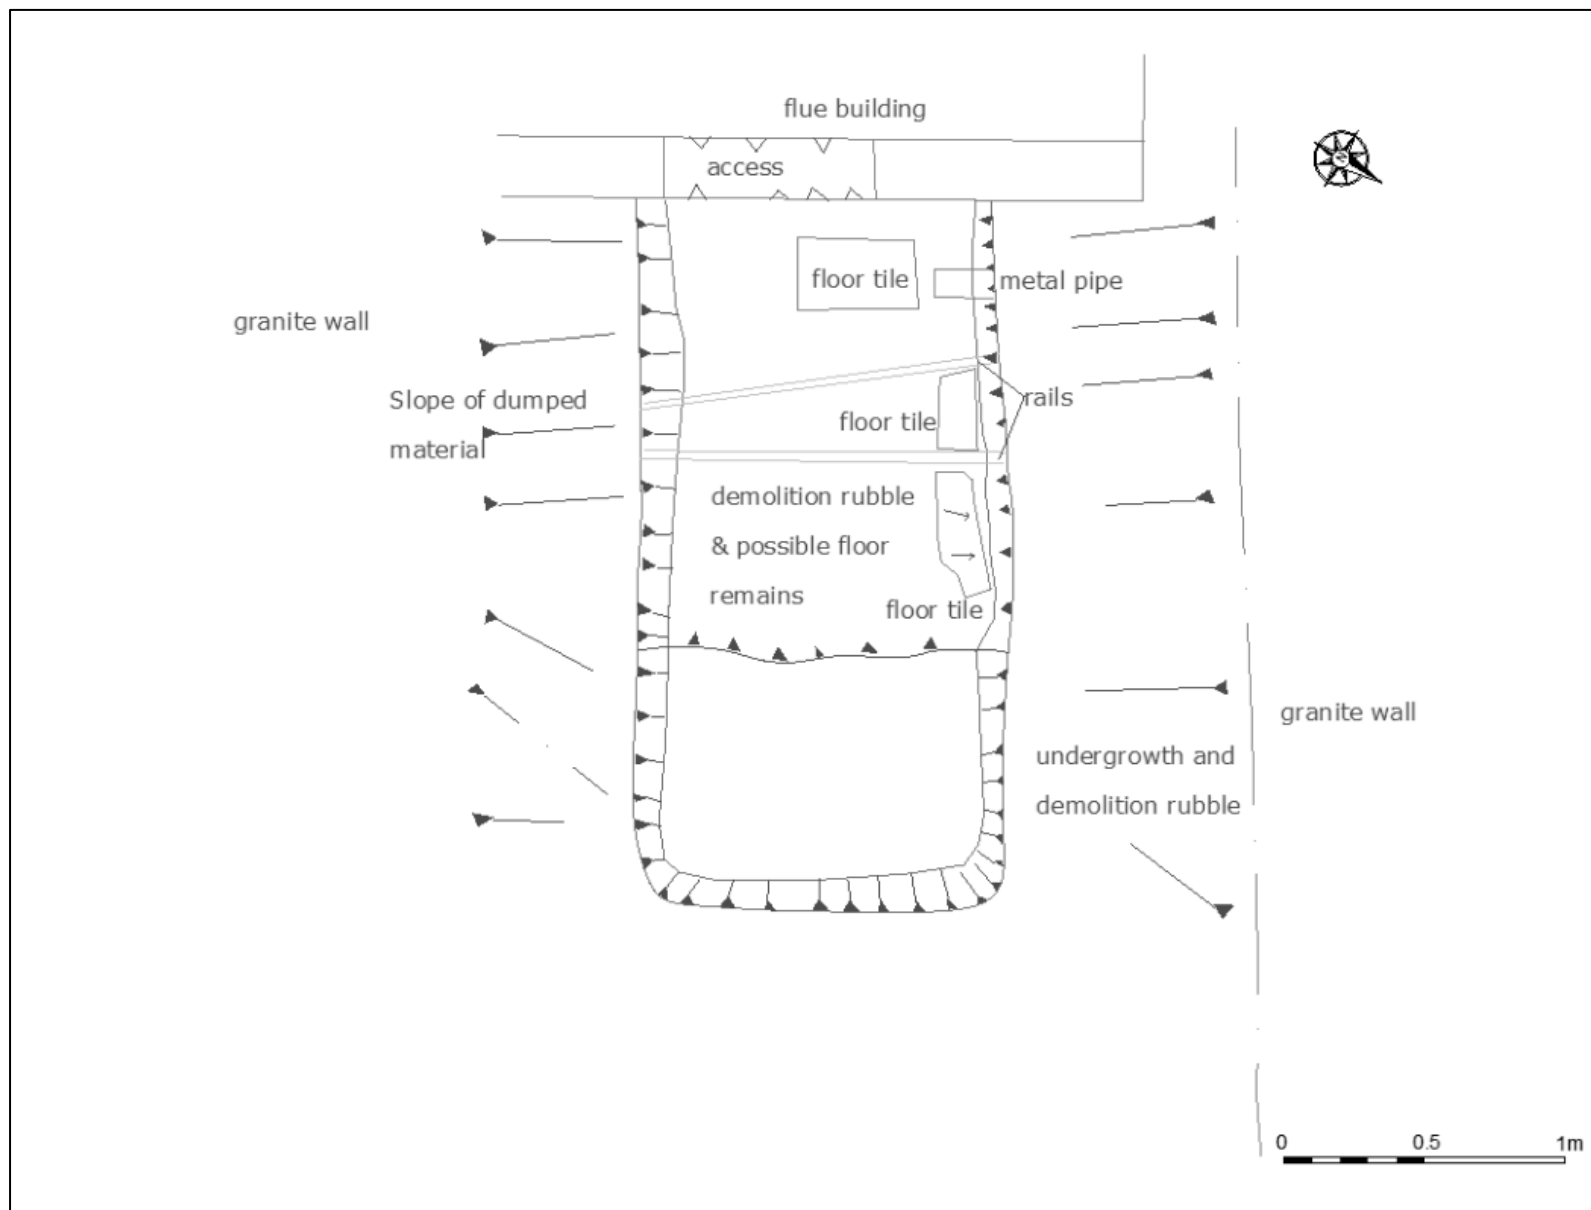 flue building
access
floor tile
metal pipe
granite wall
Slope of dumped
material
rails
floor tile
demolition rubble
& possible floor
remains
floor tile
granite wall
undergrowth and
demolition rubble
0 0.5 1m